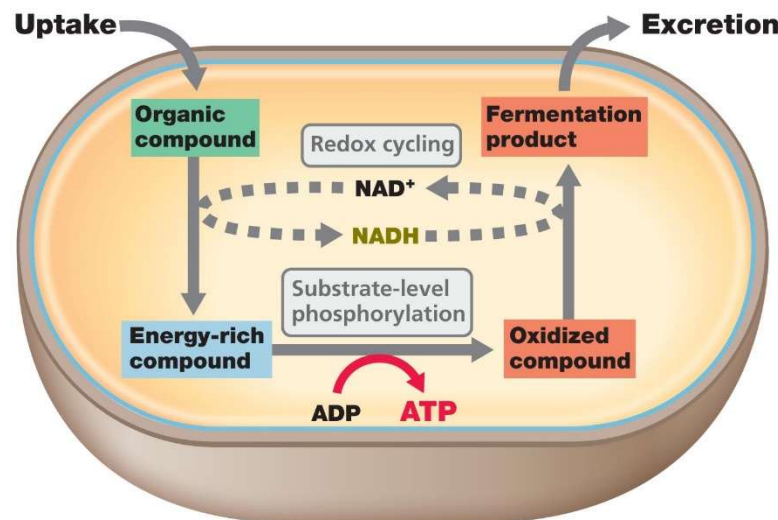 Uptake
Excretion
Organic
compound
Fermentation
product
Redox cycling
NAD⁺
NADH
Substrate-level
phosphorylation
Energy-rich
compound
Oxidized
compound
ADP
ATP